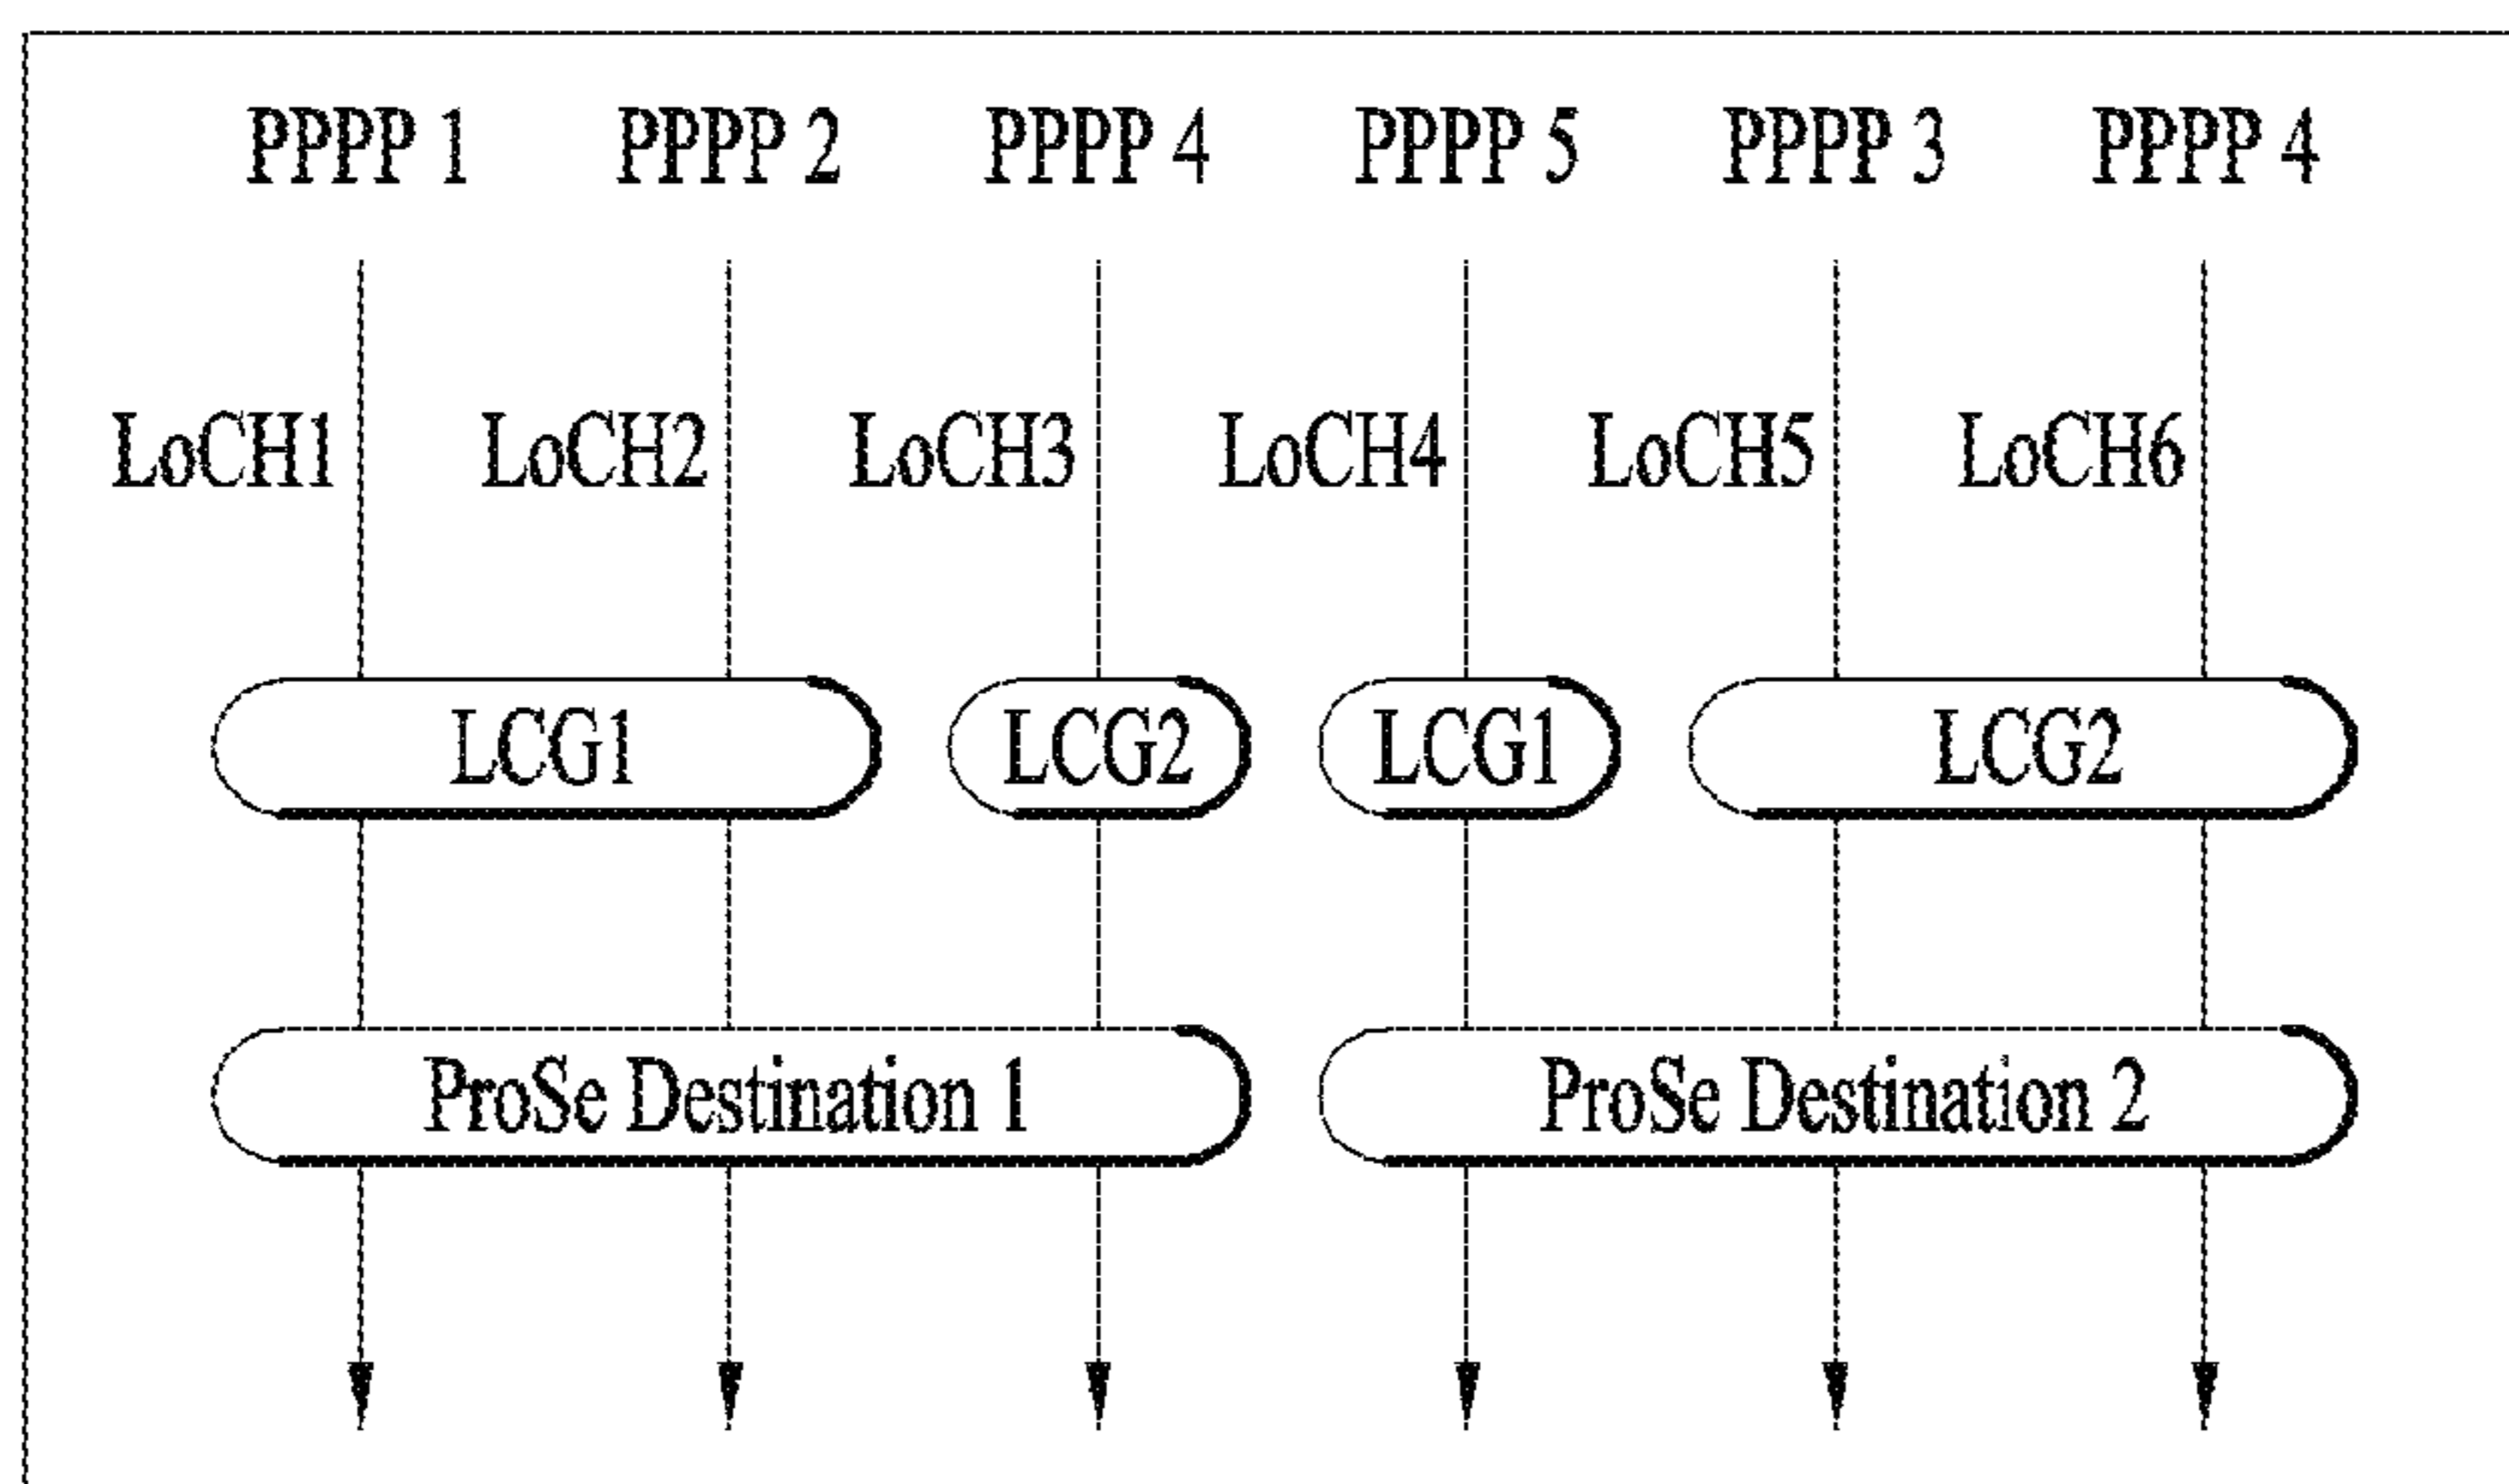 PPPP 1 PPPP 2 PPPP 4 PPPP 5 PPPP 3 PPPP 4
LoCH1 LoCH2 LoCH3 LoCH4 LoCH5 LoCH6
LCG1 LCG2 LCG1 LCG2
ProSe Destination 1 ProSe Destination 2